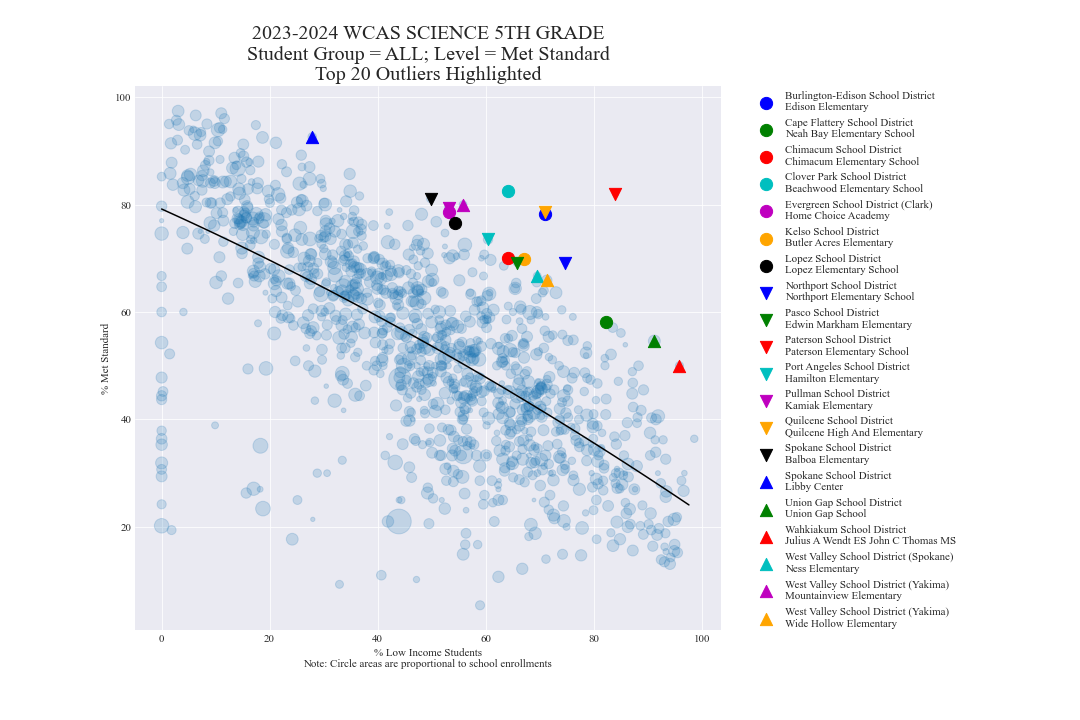 2023-2024 WCAS SCIENCE 5TH GRADE
Student Group = ALL; Level = Met Standard
Top 20 Outliers Highlighted
100
80
60
40
20
% Met Standard
0
20
40
60
80
100
% Low Income Students
Note: Circle areas are proportional to school enrollments
Burlington-Edison School District
Edison Elementary
Cape Flattery School District
Neah Bay Elementary School
Chimacum School District
Chimacum Elementary School
Clover Park School District
Beachwood Elementary School
Evergreen School District (Clark)
Home Choice Academy
Kelso School District
Butler Acres Elementary
Lopez School District
Lopez Elementary School
Northport School District
Northport Elementary School
Pasco School District
Edwin Markham Elementary
Paterson School District
Paterson Elementary School
Port Angeles School District
Hamilton Elementary
Pullman School District
Kamiak Elementary
Quilcene School District
Quilcene High And Elementary
Spokane School District
Balboa Elementary
Spokane School District
Libby Center
Union Gap School District
Union Gap School
Wahkiakum School District
Julius A Wendt ES John C Thomas MS
West Valley School District (Spokane)
Ness Elementary
West Valley School District (Yakima)
Mountainview Elementary
West Valley School District (Yakima)
Wide Hollow Elementary